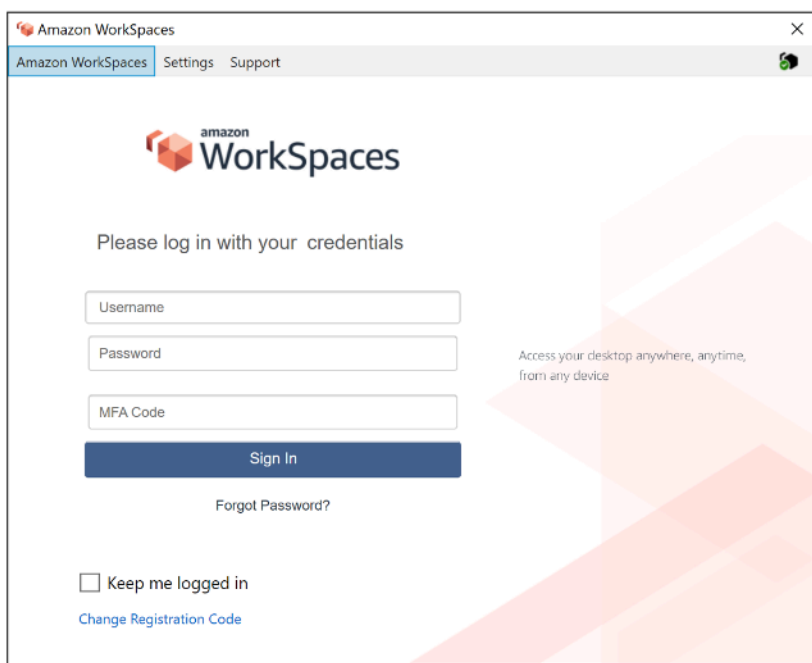 Amazon WorkSpaces
Amazon WorkSpaces Settings Support
amazon
WorkSpaces
Please log in with your credentials
Username
Password
MFA Code
Sign In
Forgot Password?
Access your desktop anywhere, anytime,
from any device
Keep me logged in
Change Registration Code